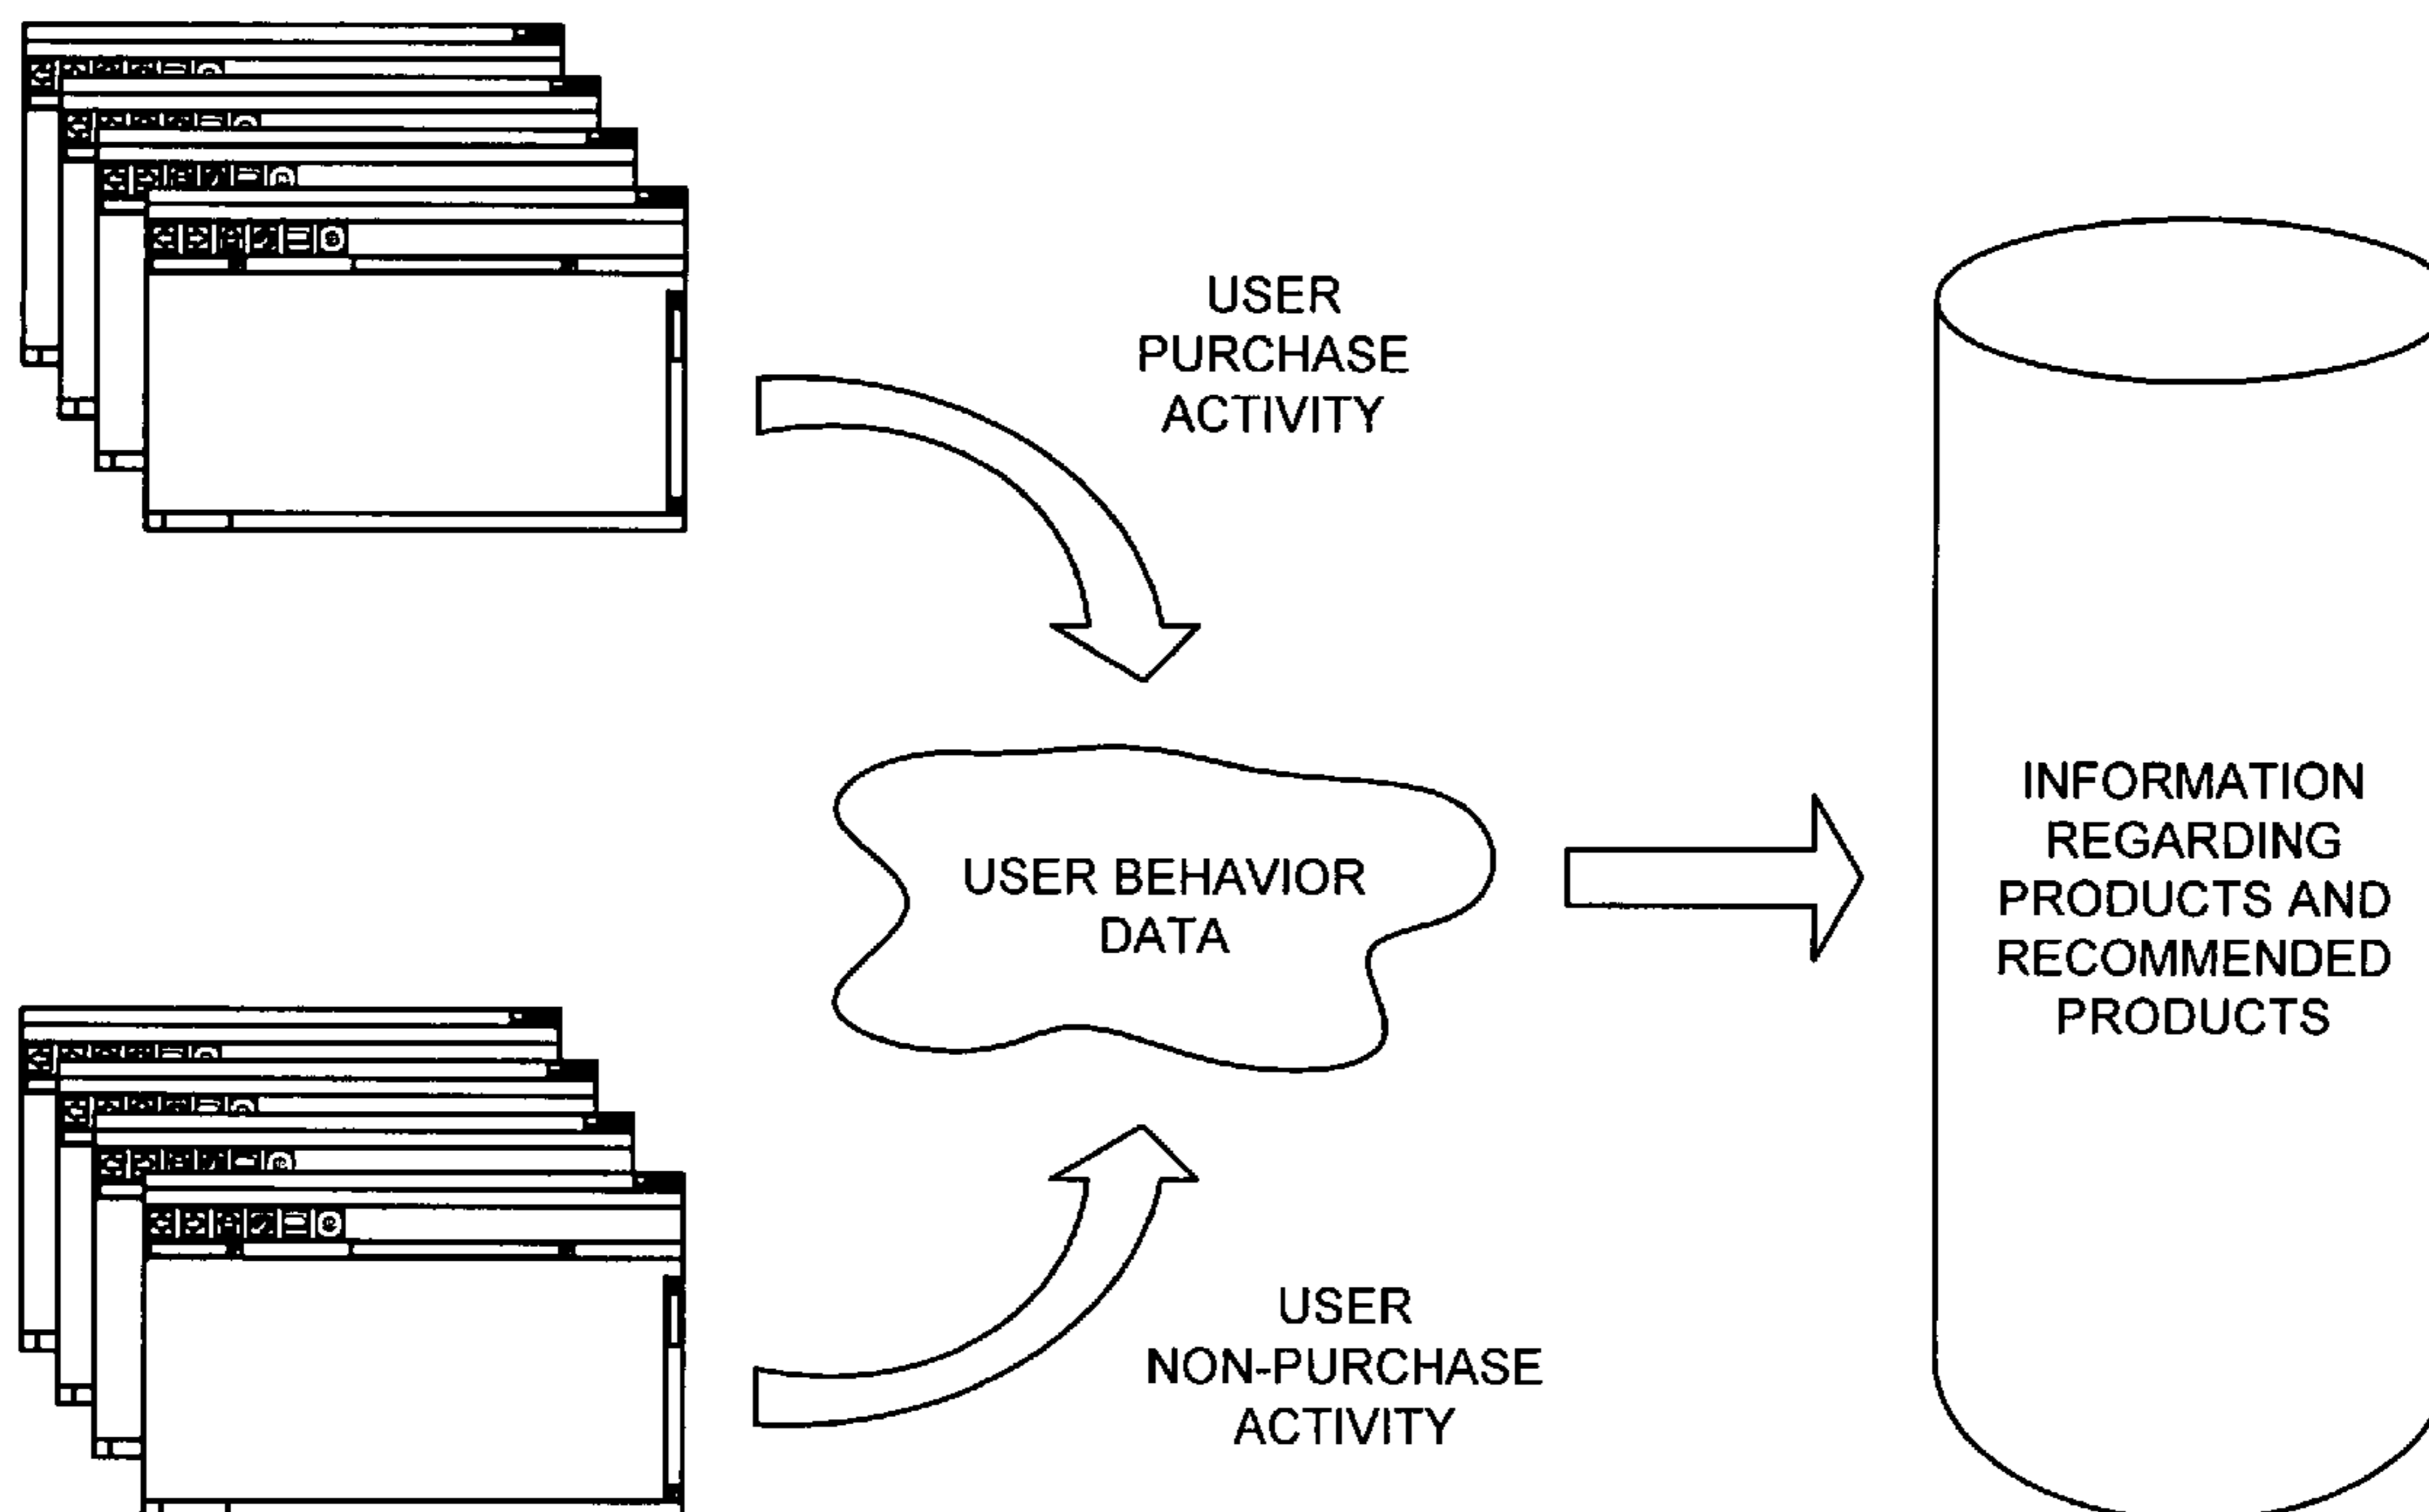 USER
PURCHASE
ACTIVITY
USER BEHAVIOR
DATA
INFORMATION
REGARDING
PRODUCTS AND
RECOMMENDED
PRODUCTS
USER
NON-PURCHASE
ACTIVITY